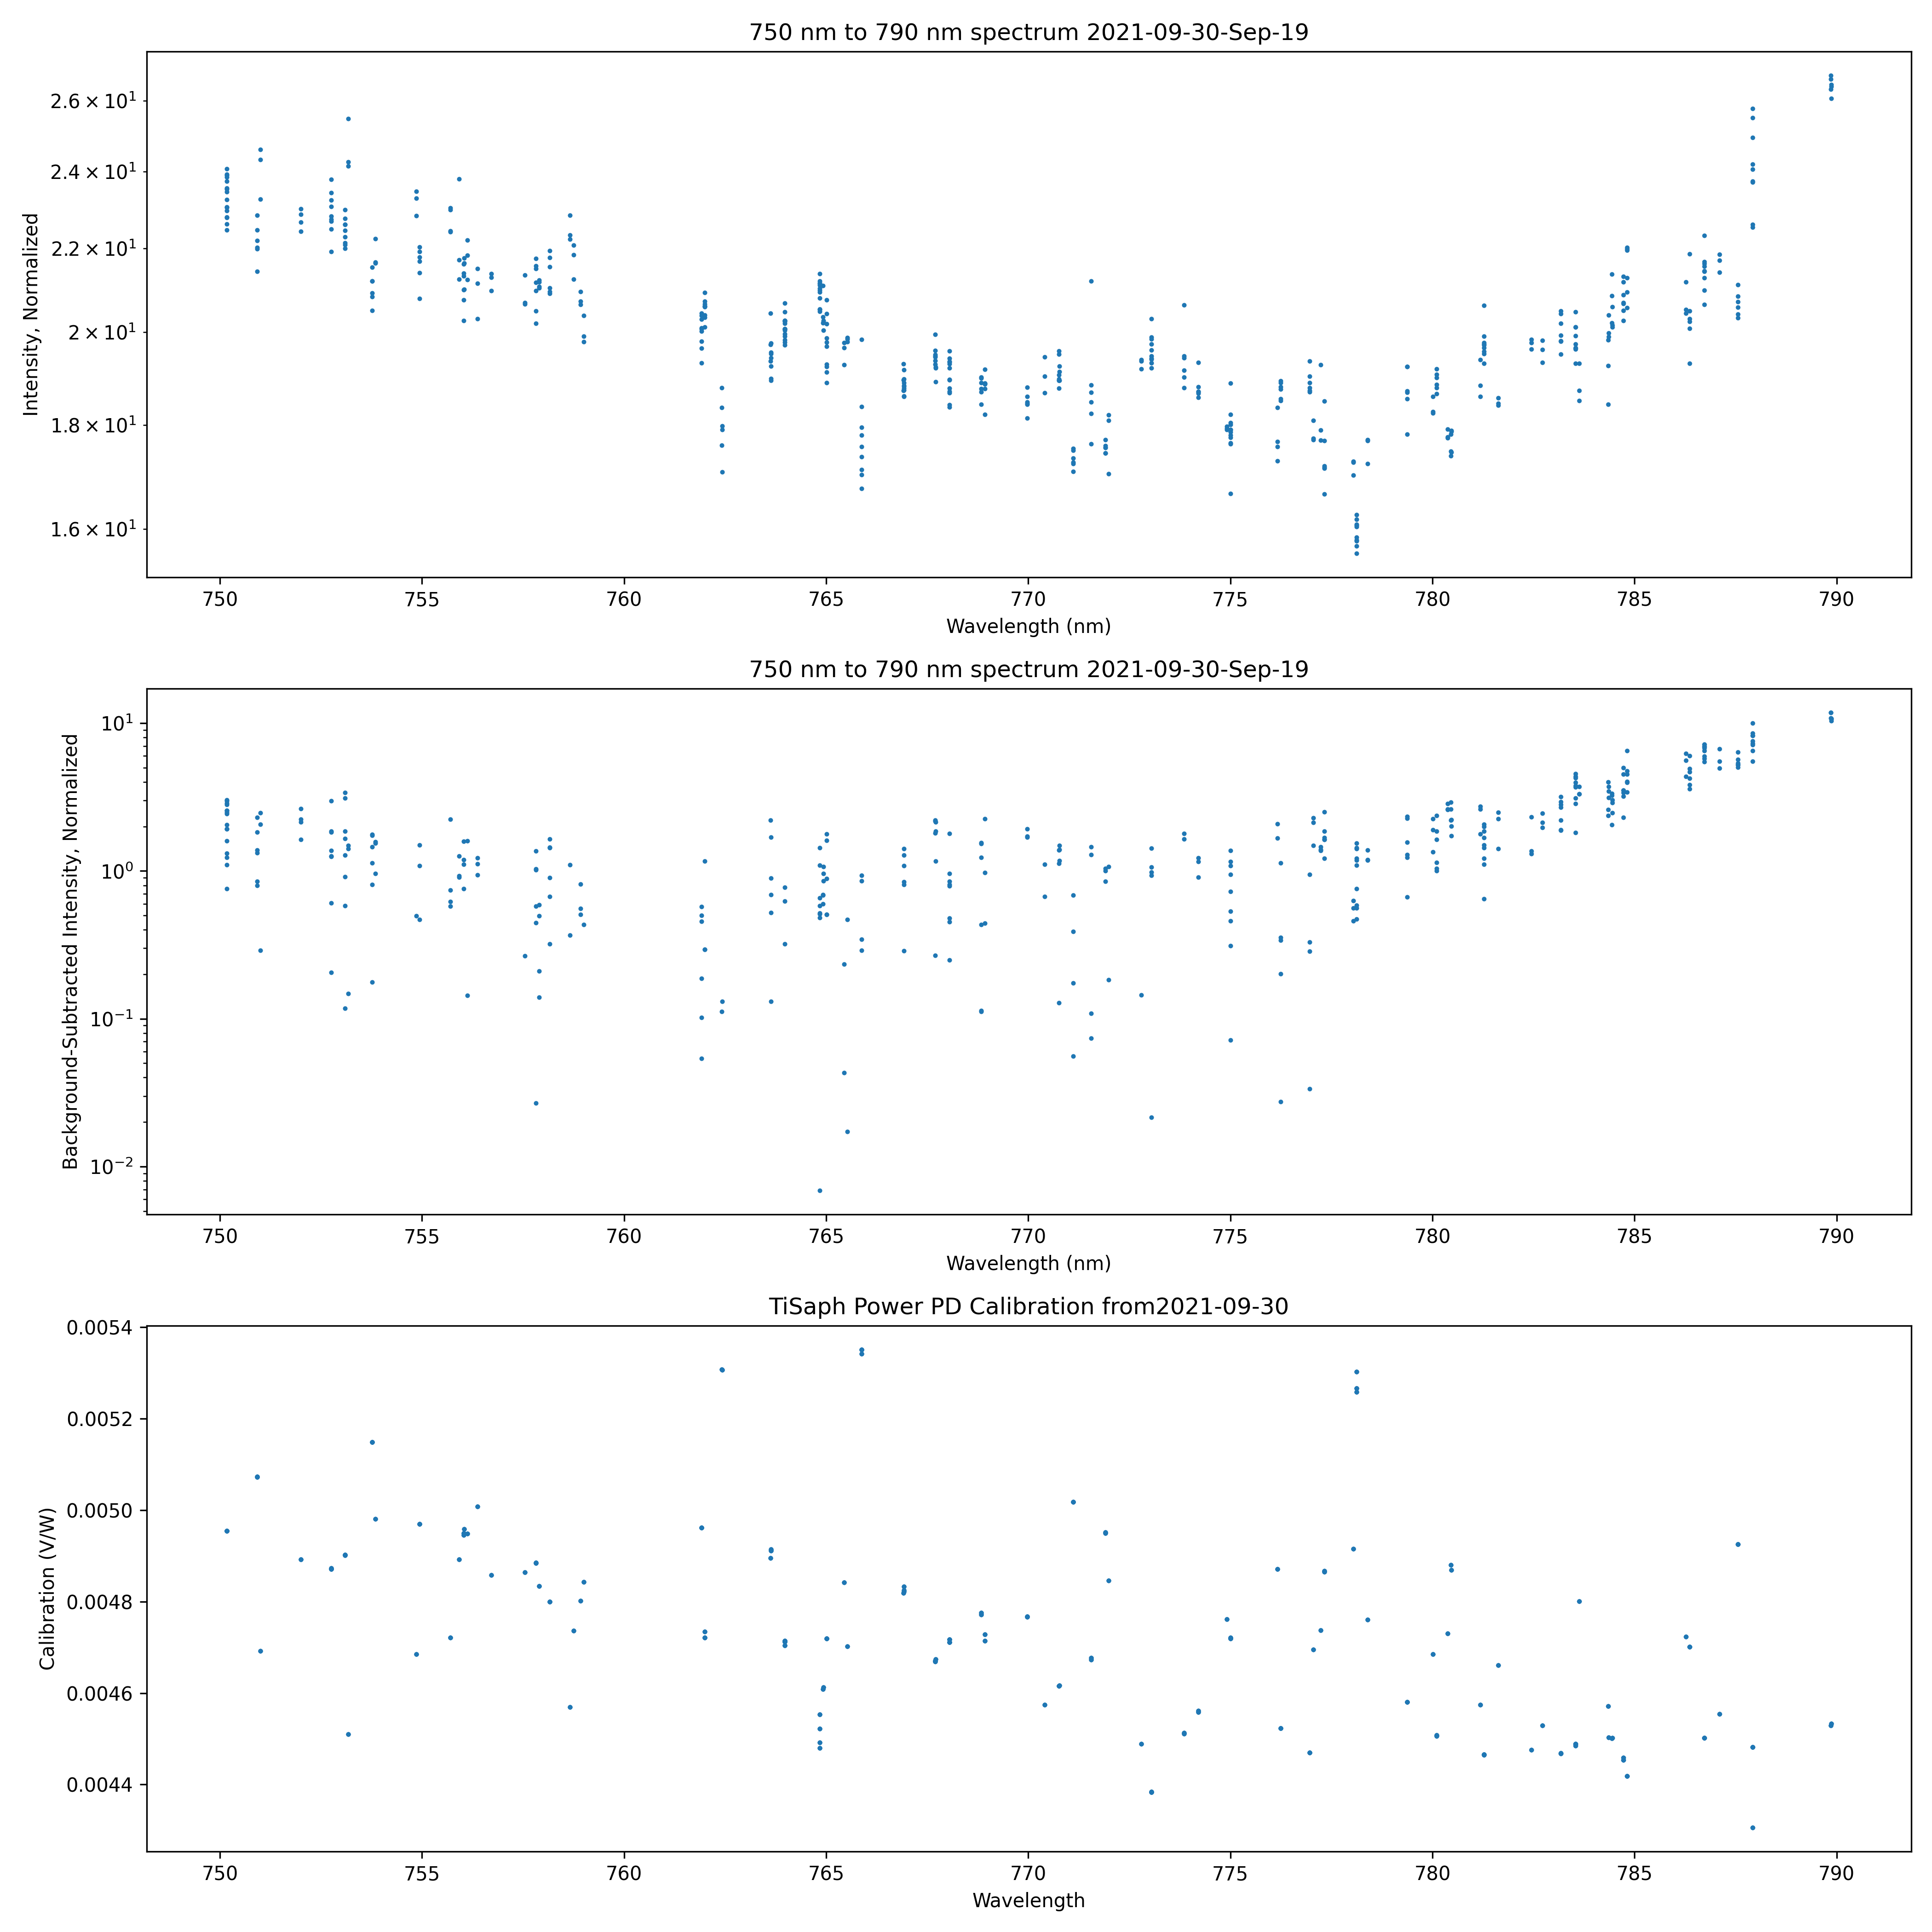 750 nm to 790 nm spectrum 2021-09-30-Sep-19
Intensity, Normalized
2.6 × 10¹
2.4 × 10¹
2.2 × 10¹
2 × 10¹
1.8 × 10¹
1.6 × 10¹
750 755 760 765 770 775 780 785 790
Wavelength (nm)
750 nm to 790 nm spectrum 2021-09-30-Sep-19
Background-Subtracted Intensity, Normalized
10¹
10⁰
10⁻¹
10⁻²
750 755 760 765 770 775 780 785 790
Wavelength (nm)
TiSaph Power PD Calibration from2021-09-30
Calibration (V/W)
0.0054
0.0052
0.0050
0.0048
0.0046
0.0044
750 755 760 765 770 775 780 785 790
Wavelength